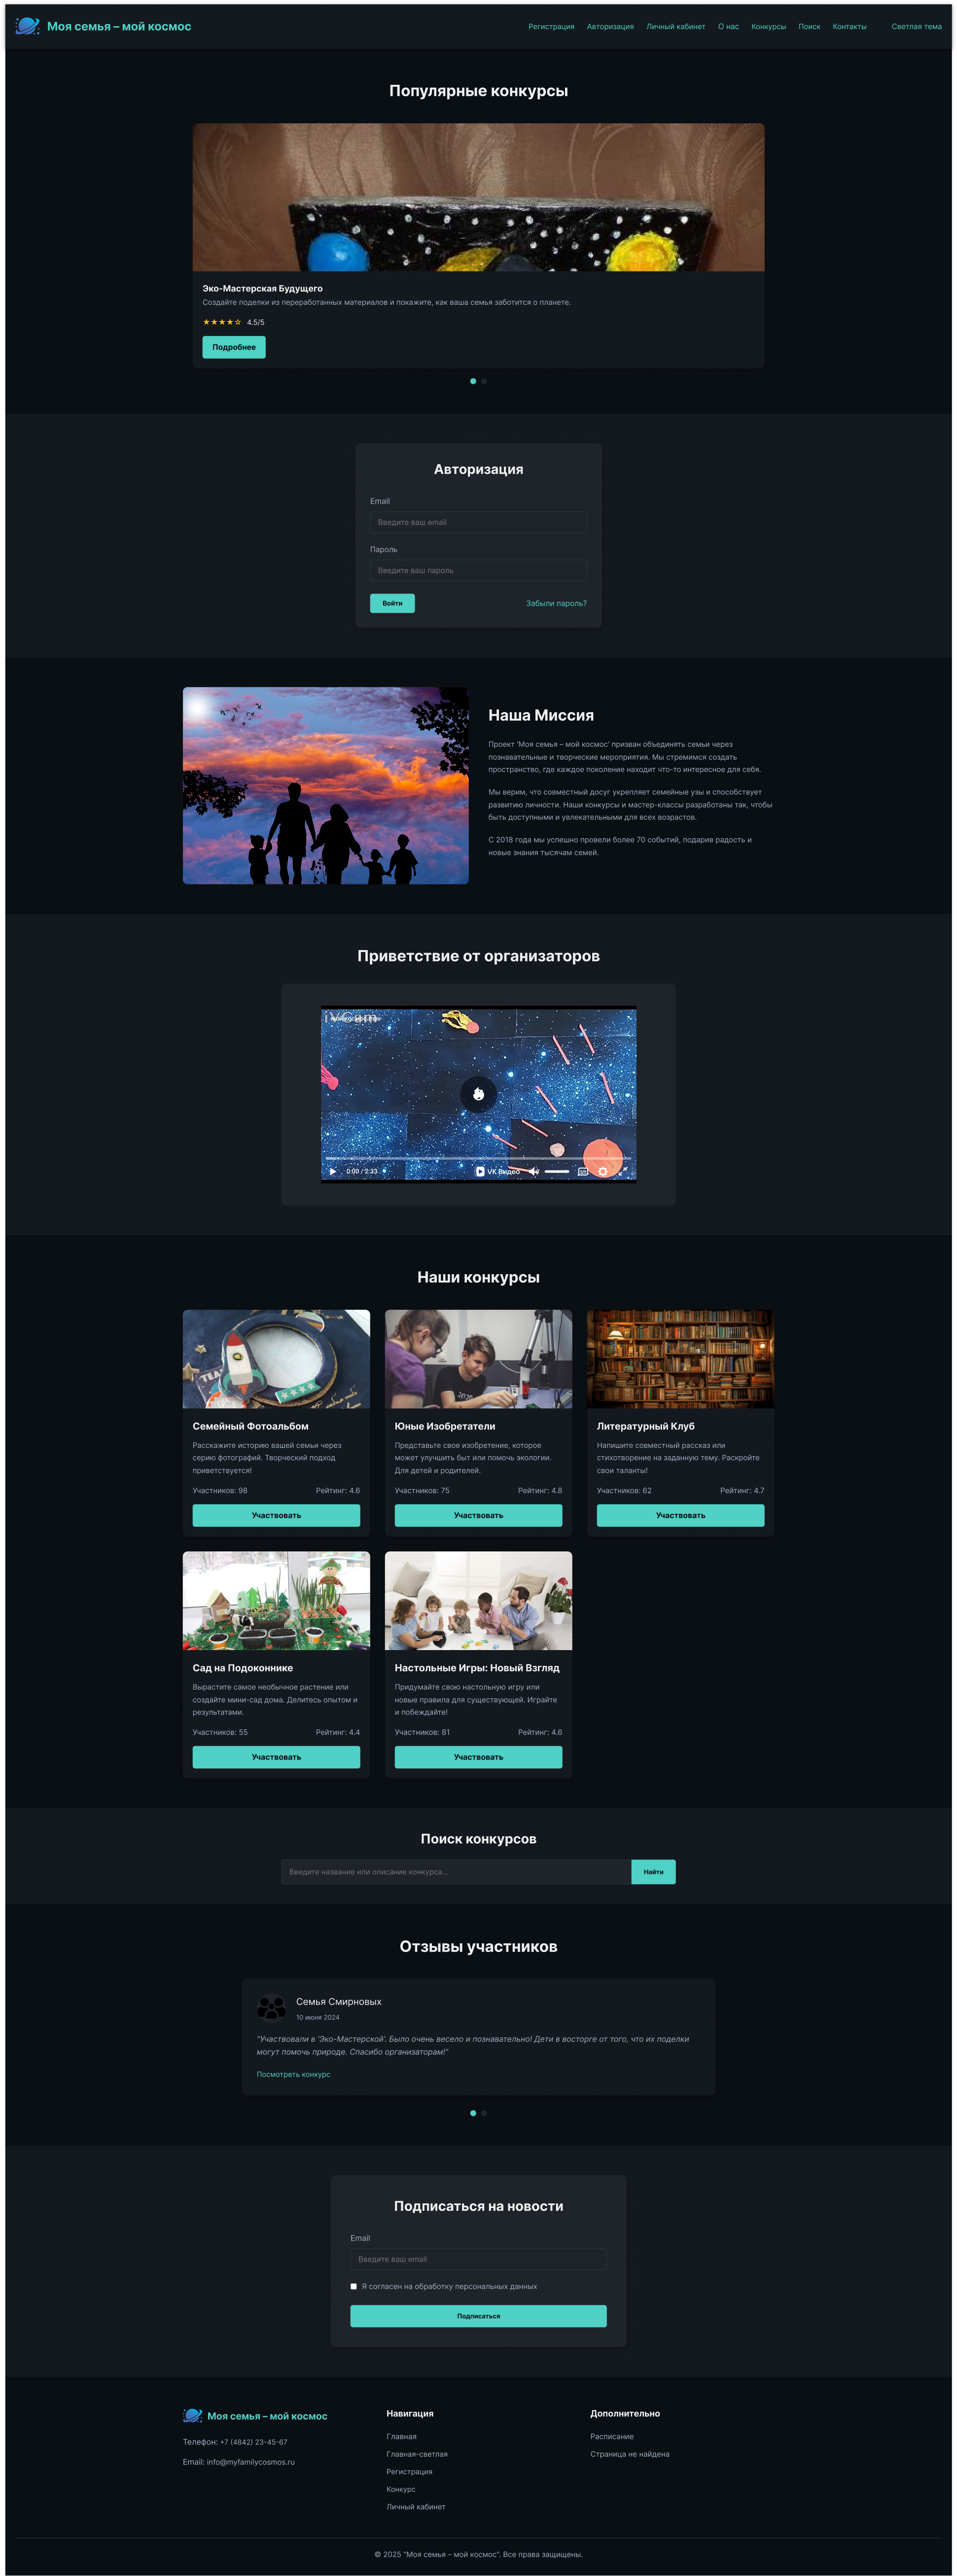 Моя семья – мой космос
Регистрация
Авторизация
Личный кабинет
О нас
Конкурсы
Поиск
Контакты
Светлая тема
Популярные конкурсы
Эко-Мастерская Будущего
Создайте поделки из переработанных материалов и покажите, как ваша семья заботится о планете.
★★★★☆ 4.5/5
Подробнее
Авторизация
Email
Введите ваш email
Пароль
Введите ваш пароль
Войти
Забыли пароль?
Наша Миссия
Проект 'Моя семья – мой космос' призван объединять семьи через
познавательные и творческие мероприятия. Мы стремимся создать
пространство, где каждое поколение находит что-то интересное для себя.
Мы верим, что совместный досуг укрепляет семейные узы и способствует
развитию личности. Наши конкурсы и мастер-классы разработаны так, чтобы
быть доступными и увлекательными для всех возрастов.
С 2018 года мы успешно провели более 70 событий, подарив радость и
новые знания тысячам семей.
Приветствие от организаторов
0:00 / 2:33
VK Видео
Наши конкурсы
Семейный Фотоальбом
Расскажите историю вашей семьи через
серию фотографий. Творческий подход
приветствуется!
Участников: 98
Рейтинг: 4.6
Участвовать
Юные Изобретатели
Представьте свое изобретение, которое
может улучшить быт или помочь экологии.
Для детей и родителей.
Участников: 75
Рейтинг: 4.8
Участвовать
Литературный Клуб
Напишите совместный рассказ или
стихотворение на заданную тему. Раскройте
свои таланты!
Участников: 62
Рейтинг: 4.7
Участвовать
Сад на Подоконнике
Вырастите самое необычное растение или
создайте мини-сад дома. Делитесь опытом и
результатами.
Участников: 55
Рейтинг: 4.4
Участвовать
Настольные Игры: Новый Взгляд
Придумайте свою настольную игру или
новые правила для существующей. Играйте
и побеждайте!
Участников: 81
Рейтинг: 4.6
Участвовать
Поиск конкурсов
Введите название или описание конкурса...
Найти
Отзывы участников
Семья Смирновых
10 июня 2024
"Участвовали в 'Эко-Мастерской'. Было очень весело и познавательно! Дети в восторге от того, что их поделки
могут помочь природе. Спасибо организаторам!"
Посмотреть конкурс
Подписаться на новости
Email
Введите ваш email
Я согласен на обработку персональных данных
Подписаться
Моя семья – мой космос
Телефон: +7 (4842) 23-45-67
Email: info@myfamilycosmos.ru
Навигация
Главная
Главная-светлая
Регистрация
Конкурс
Личный кабинет
Дополнительно
Расписание
Страница не найдена
© 2025 "Моя семья – мой космос". Все права защищены.